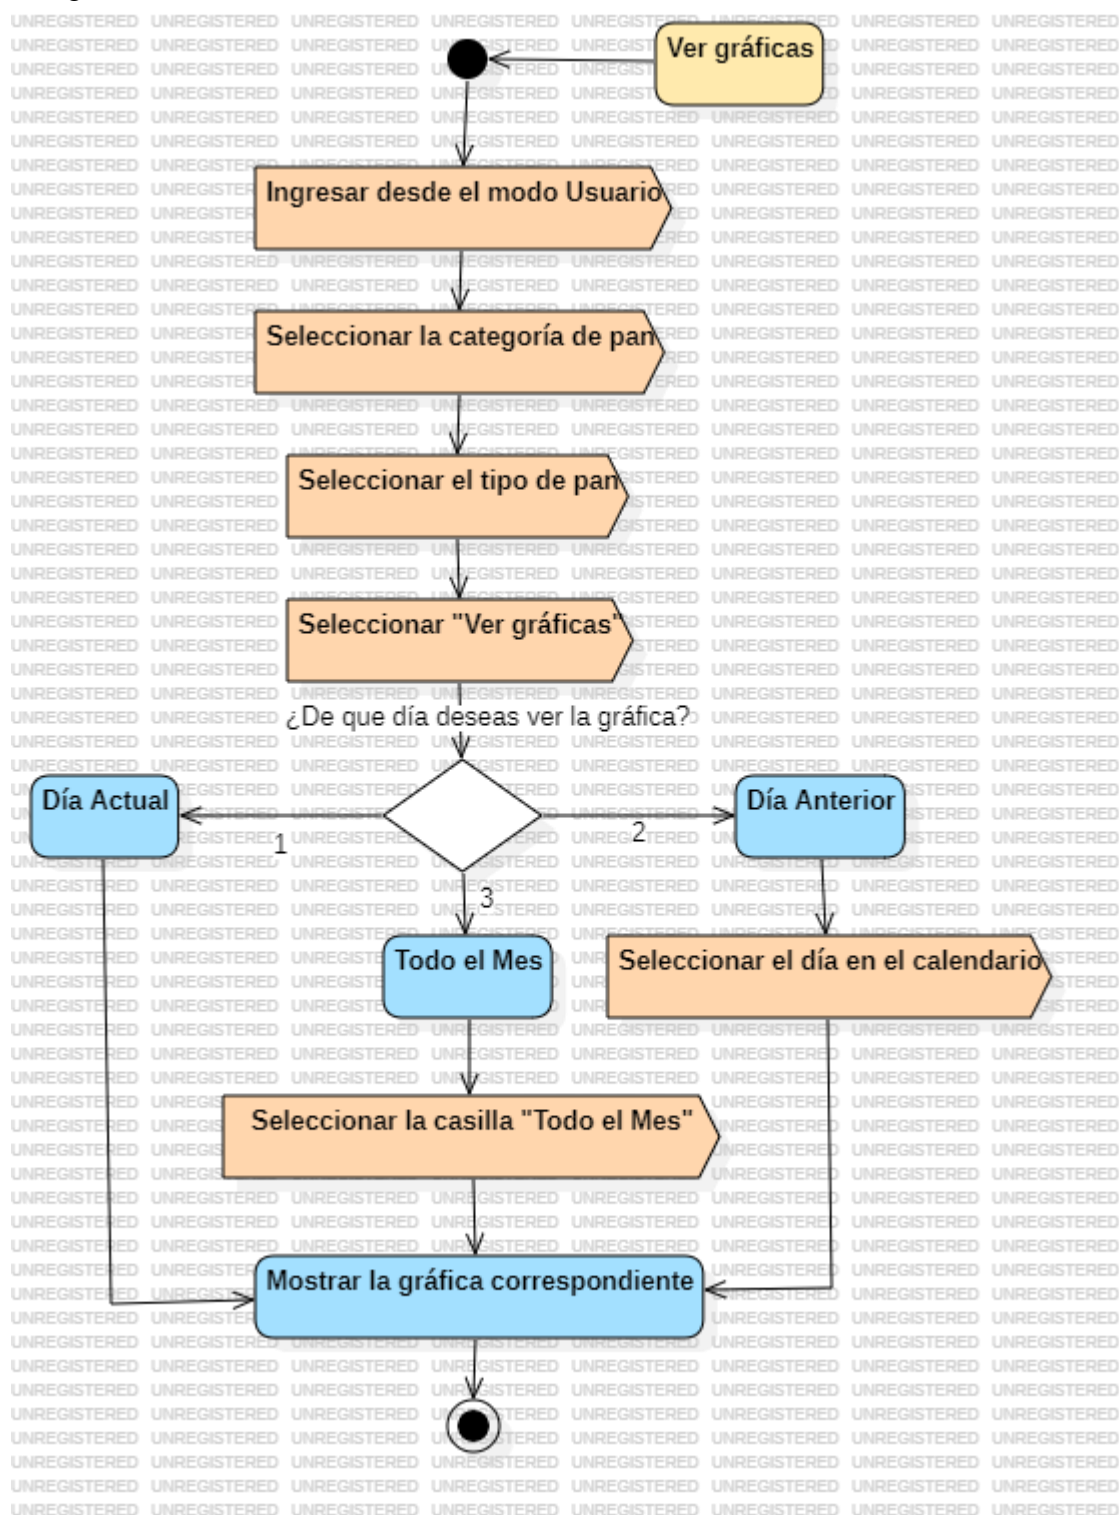 Ver gráficas
Ingresar desde el modo Usuario
Seleccionar la categoría de pan
Seleccionar el tipo de pan
Seleccionar "Ver gráficas"
¿De que día deseas ver la gráfica?
Día Actual
Día Anterior
1
2
3
Todo el Mes
Seleccionar el día en el calendario
Seleccionar la casilla "Todo el Mes"
Mostrar la gráfica correspondiente
UNREGISTERED